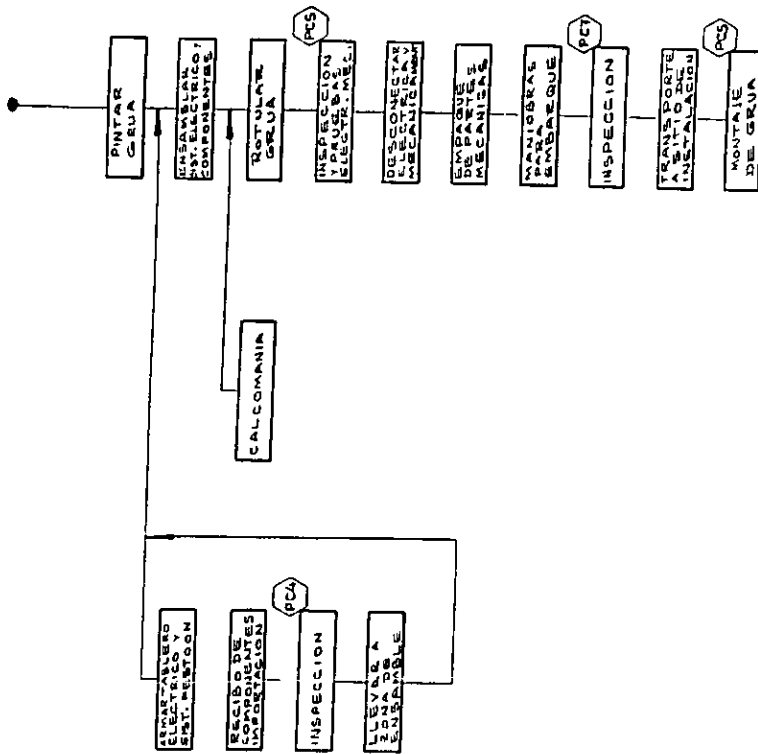 PINTAR
GRUA
ENSAMBLAR
SIST. ELECTRICO Y
COMPONENTES
ROTULAR
GRUA
PC5
INSPECCION
Y PRUEBAS
ELECTR. MEC.
DESCONECTAR
ELECTRICA Y
EMPAQUE
DE PARTES
MECANICAS
MANIOBRAS
PARA
EMBARQUE
PC7
INSPECCION
TRANSPORTE
A SITIO DE
INSTALACION
PC5
MONTAJE
DE GRUA
CALCOMANIA
ARMAR TABLERO
ELECTRICO Y
SIST. FESTOON
RECIBO DE
COMPONENTES
IMPORTACION
PC4
INSPECCION
LLEVAR A
ZONA DE
ENSAMBLE